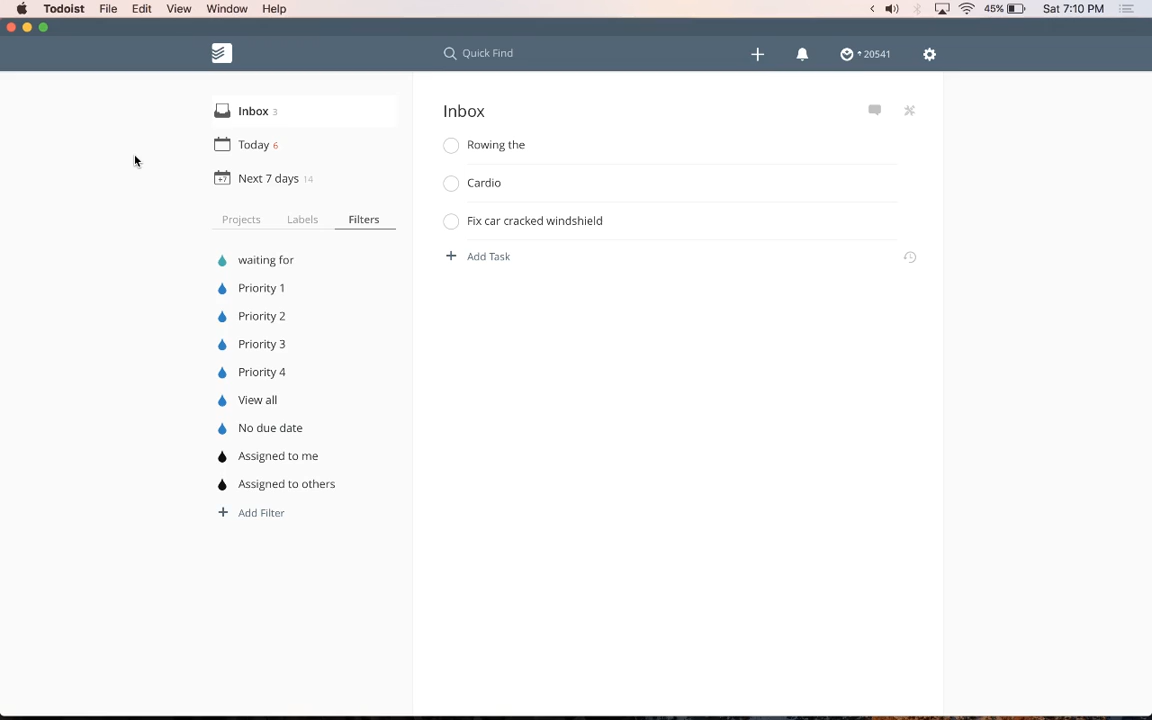 Todoist File Edit View Window Help 45% Sat 7:10 PM
Quick Find 20541
Inbox 3
Today 6
+7 Next 7 days 14
Projects Labels Filters
waiting for
Priority 1
Priority 2
Priority 3
Priority 4
View all
No due date
Assigned to me
Assigned to others
+ Add Filter
Inbox
Rowing the
Cardio
Fix car cracked windshield
+ Add Task